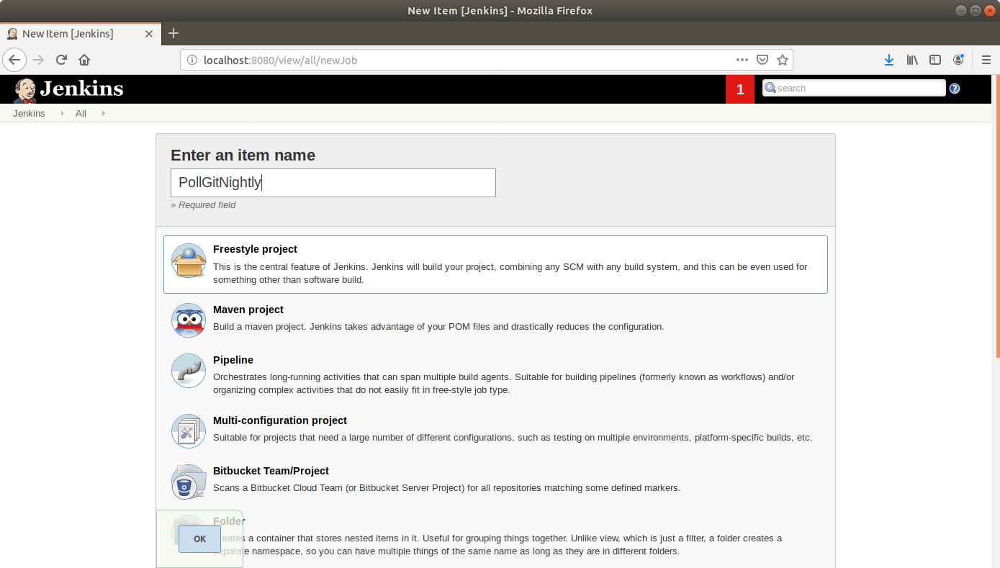 New Item [Jenkins] - Mozilla Firefox
New Item [Jenkins]
localhost:8080/view/all/newJob
Jenkins
1
search
Jenkins
All
Enter an item name
PollGitNightly
» Required field
Freestyle project
This is the central feature of Jenkins. Jenkins will build your project, combining any SCM with any build system, and this can be even used for
something other than software build.
Maven project
Build a maven project. Jenkins takes advantage of your POM files and drastically reduces the configuration.
Pipeline
Orchestrates long-running activities that can span multiple build agents. Suitable for building pipelines (formerly known as workflows) and/or
organizing complex activities that do not easily fit in free-style job type.
Multi-configuration project
Suitable for projects that need a large number of different configurations, such as testing on multiple environments, platform-specific builds, etc.
Bitbucket Team/Project
Scans a Bitbucket Cloud Team (or Bitbucket Server Project) for all repositories matching some defined markers.
Folder
Creates a container that stores nested items in it. Useful for grouping things together. Unlike view, which is just a filter, a folder creates a
separate namespace, so you can have multiple things of the same name as long as they are in different folders.
OK